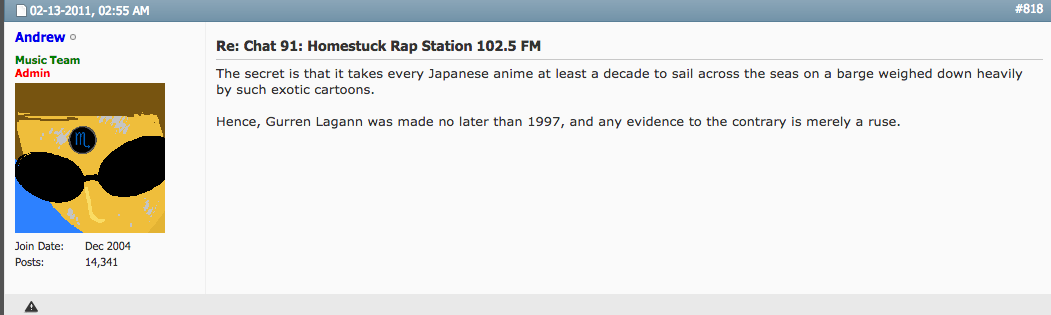 02-13-2011, 02:55 AM #818
Andrew
Music Team
Admin
♏
Join Date: Dec 2004
Posts: 14,341
Re: Chat 91: Homestuck Rap Station 102.5 FM
The secret is that it takes every Japanese anime at least a decade to sail across the seas on a barge weighed down heavily
by such exotic cartoons.
Hence, Gurren Lagann was made no later than 1997, and any evidence to the contrary is merely a ruse.